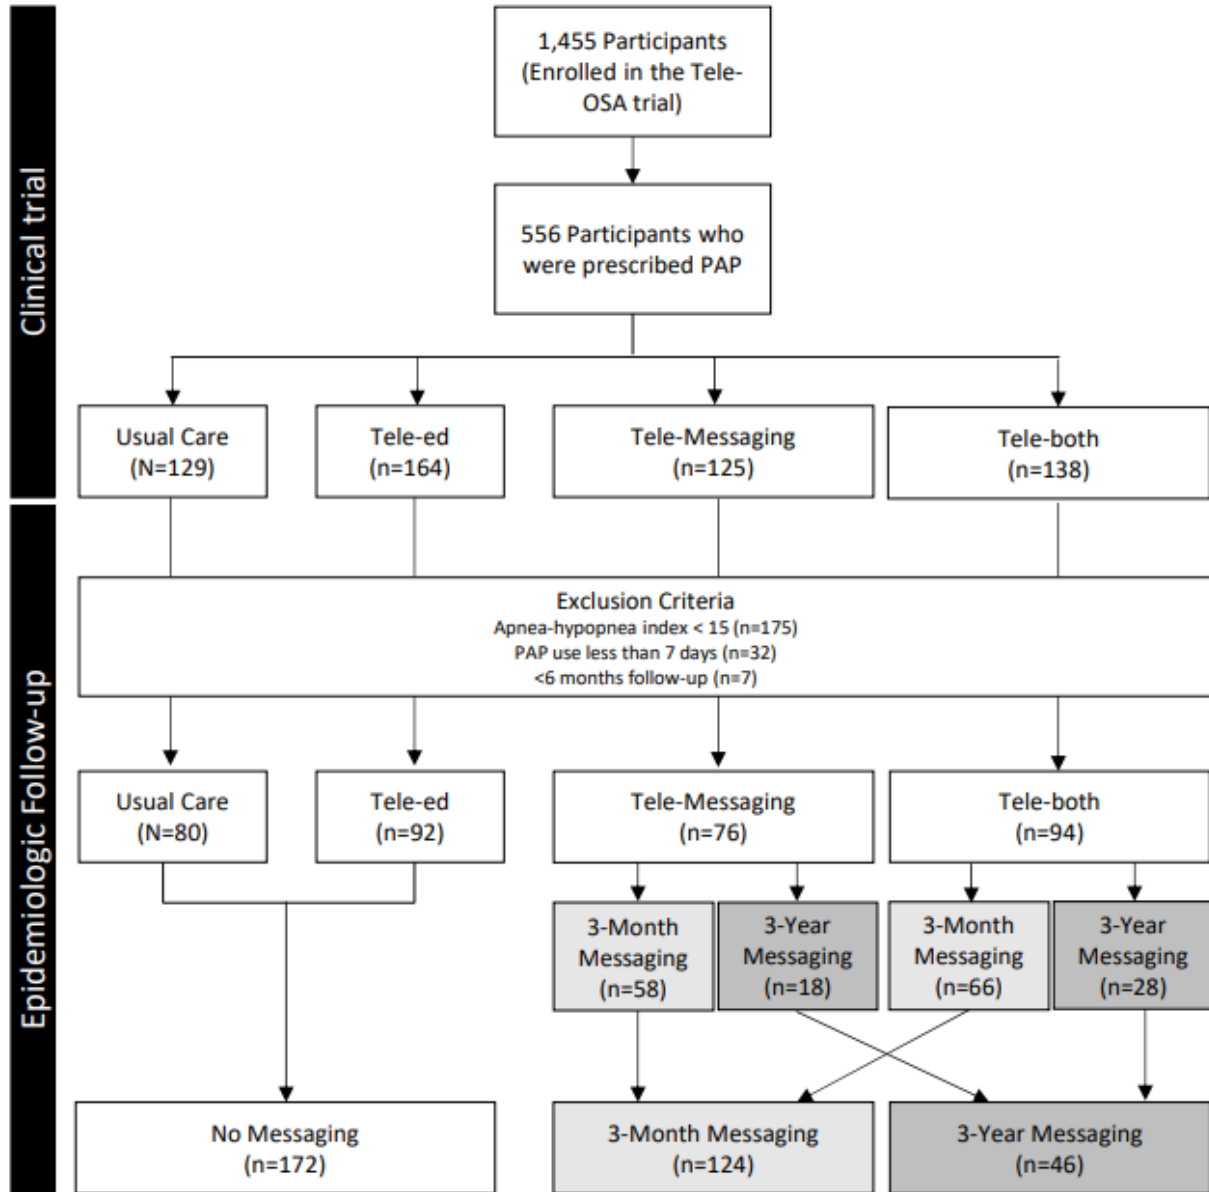 Clinical trial
1,455 Participants
(Enrolled in the Tele-
OSA trial)
556 Participants who
were prescribed PAP
Usual Care
(N=129)
Tele-ed
(n=164)
Tele-Messaging
(n=125)
Tele-both
(n=138)
Epidemiologic Follow-up
Exclusion Criteria
Apnea-hypopnea index < 15 (n=175)
PAP use less than 7 days (n=32)
<6 months follow-up (n=7)
Usual Care
(N=80)
Tele-ed
(n=92)
Tele-Messaging
(n=76)
Tele-both
(n=94)
3-Month
Messaging
(n=58)
3-Year
Messaging
(n=18)
3-Month
Messaging
(n=66)
3-Year
Messaging
(n=28)
No Messaging
(n=172)
3-Month Messaging
(n=124)
3-Year Messaging
(n=46)